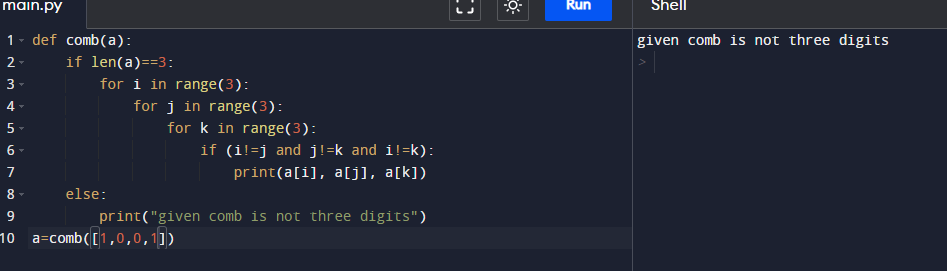 main.py Run Shell
1 def comb(a): given comb is not three digits
2 if len(a)==3: >
3 for i in range(3):
4 for j in range(3):
5 for k in range(3):
6 if (i!=j and j!=k and i!=k):
7 print(a[i], a[j], a[k])
8 else:
9 print("given comb is not three digits")
10 a=comb([1,0,0,1])